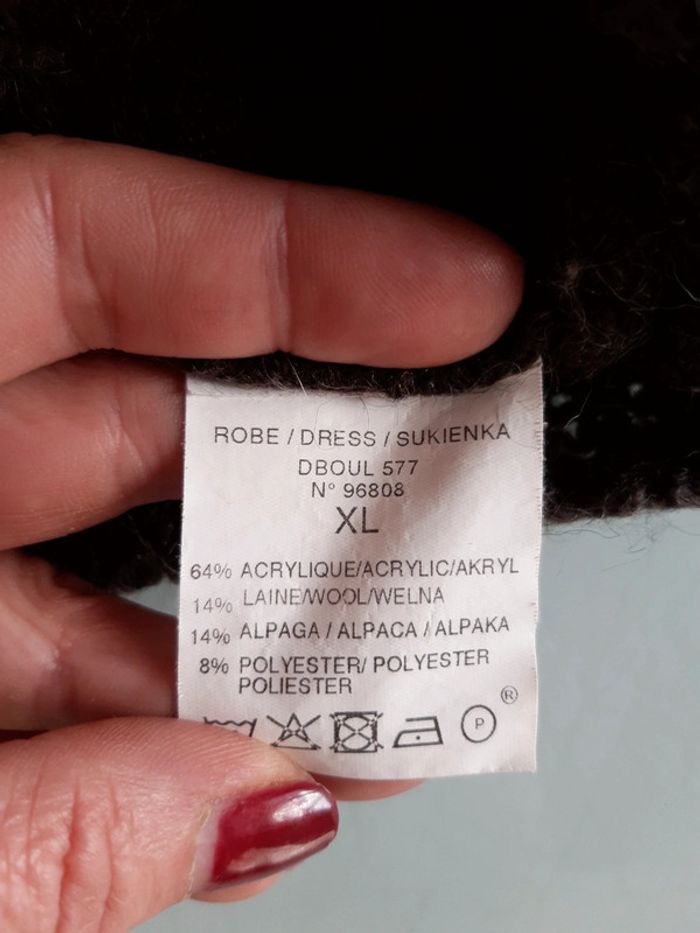 ROBE / DRESS / SUKIENKA
DBOUL 577
N° 96808
XL
64% ACRYLIQUE/ACRYLIC/AKRYL
14% LAINE/WOOL/WELNA
14% ALPAGA / ALPACA / ALPAKA
8% POLYESTER/ POLYESTER
POLIESTER
P ®